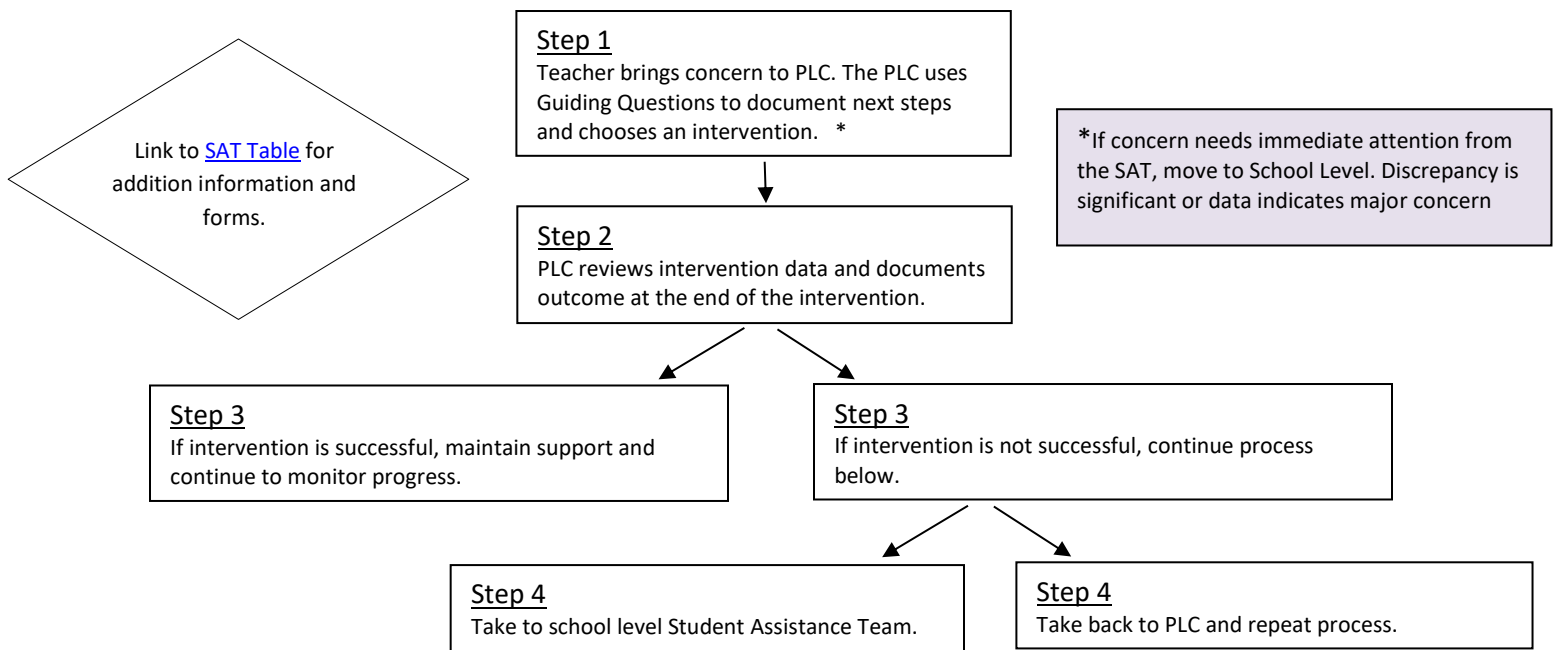 Step 1
Teacher brings concern to PLC. The PLC uses
Guiding Questions to document next steps
and chooses an intervention. *
Link to SAT Table for
addition information and
forms.
*If concern needs immediate attention from
the SAT, move to School Level. Discrepancy is
significant or data indicates major concern
Step 2
PLC reviews intervention data and documents
outcome at the end of the intervention.
Step 3
If intervention is successful, maintain support and
continue to monitor progress.
Step 3
If intervention is not successful, continue process
below.
Step 4
Take to school level Student Assistance Team.
Step 4
Take back to PLC and repeat process.